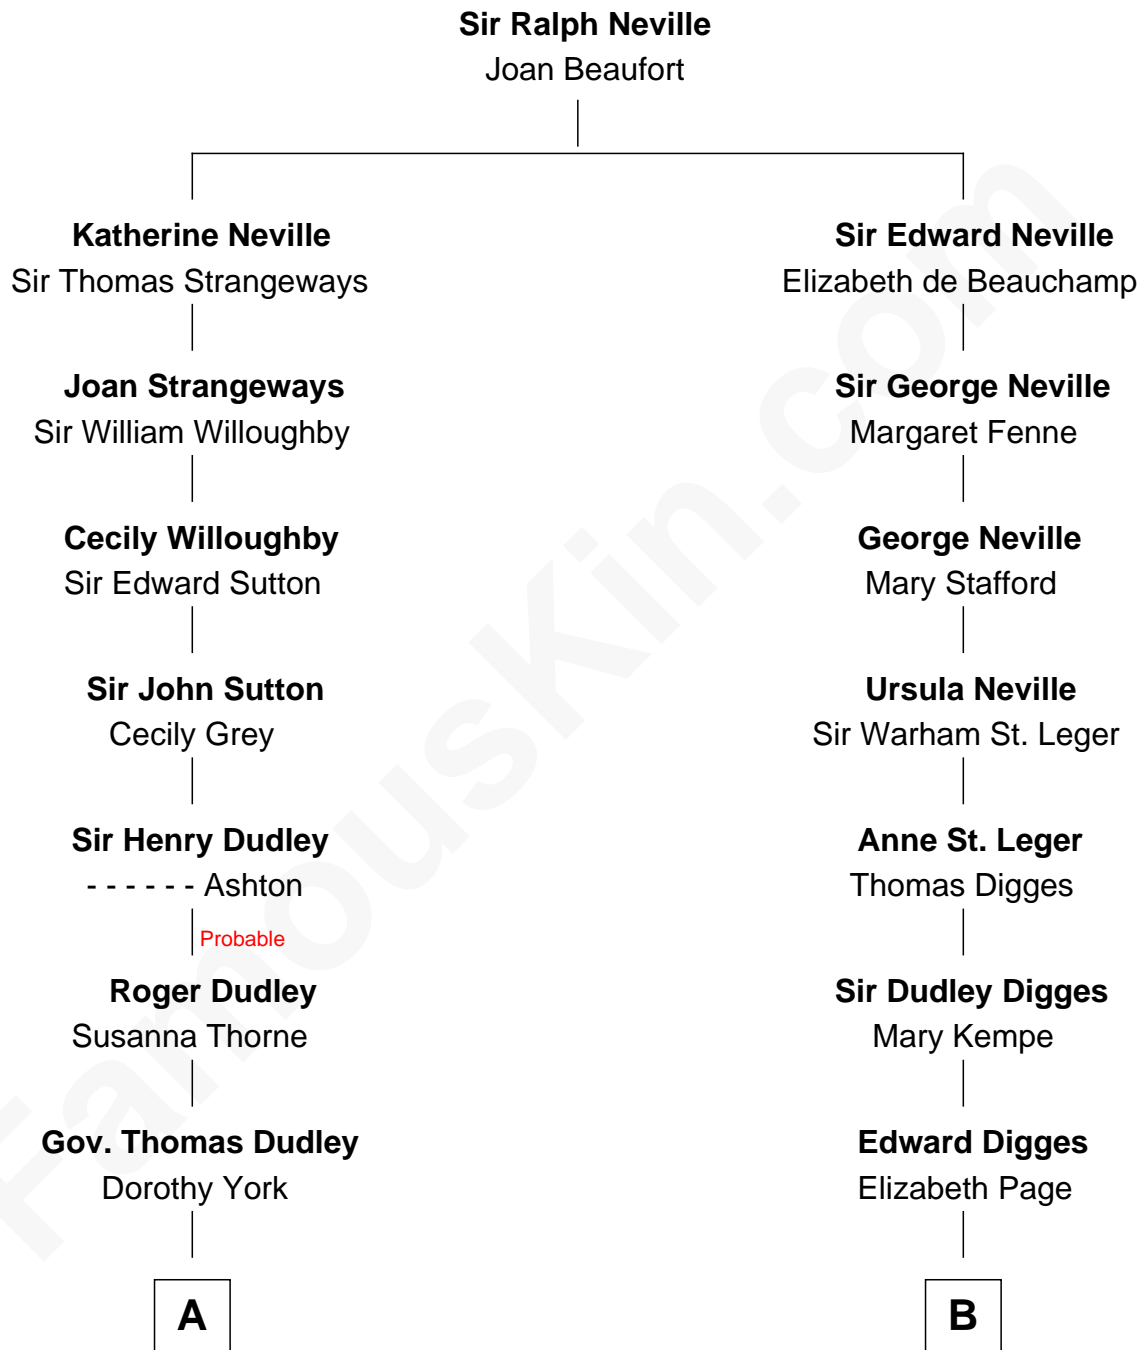 Sir Ralph Neville
Joan Beaufort
Katherine Neville
Sir Thomas Strangeways
Sir Edward Neville
Elizabeth de Beauchamp
Joan Strangeways
Sir William Willoughby
Sir George Neville
Margaret Fenne
Cecily Willoughby
Sir Edward Sutton
George Neville
Mary Stafford
Sir John Sutton
Cecily Grey
Ursula Neville
Sir Warham St. Leger
Sir Henry Dudley
- - - - - - Ashton
Anne St. Leger
Thomas Digges
Probable
Roger Dudley
Susanna Thorne
Sir Dudley Digges
Mary Kempe
Gov. Thomas Dudley
Dorothy York
Edward Digges
Elizabeth Page
A
B
FamousKin.com